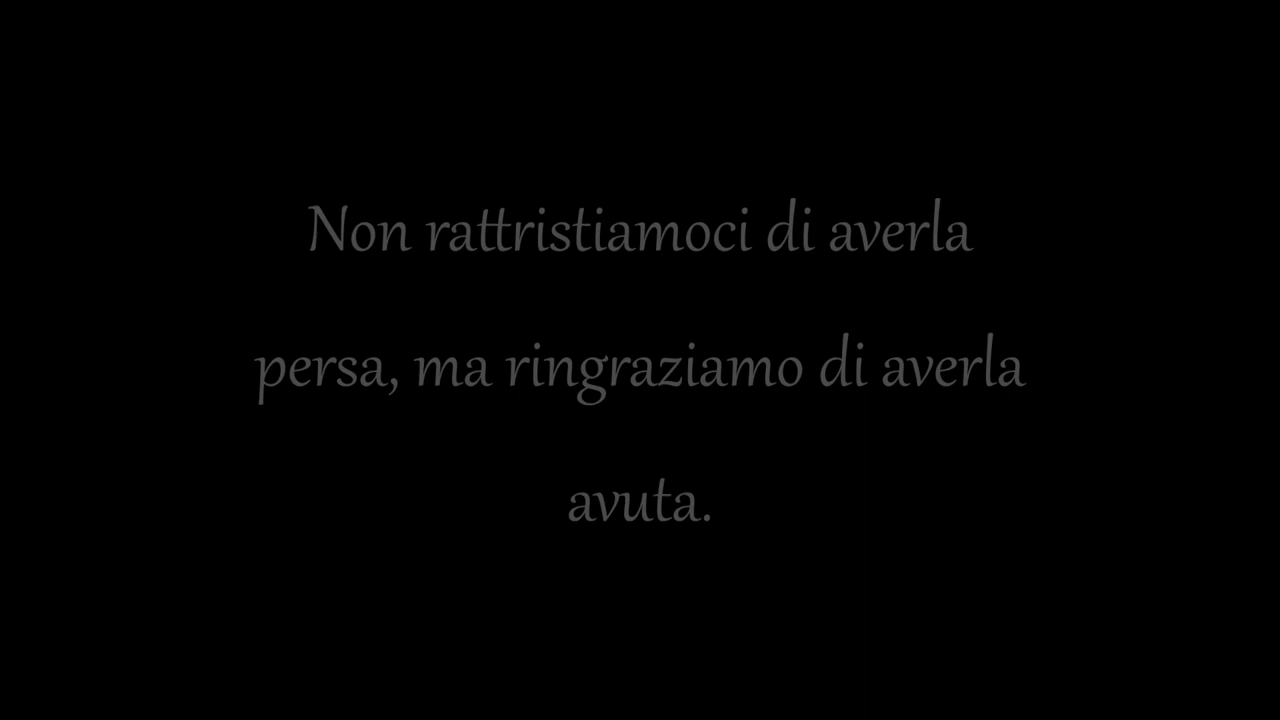 Non rattristiamoci di averla
persa, ma ringraziamo di averla
avuta.